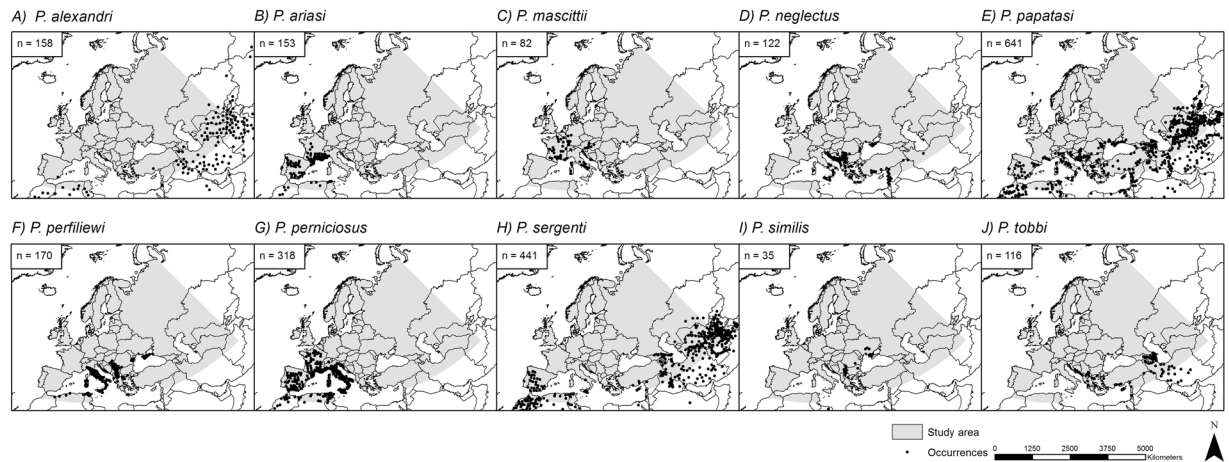 A) P. alexandri
n = 158
B) P. ariasi
n = 153
C) P. mascittii
n = 82
D) P. neglectus
n = 122
E) P. papatasi
n = 641
F) P. perfiliewi
n = 170
G) P. perniciosus
n = 318
H) P. sergenti
n = 441
I) P. similis
n = 35
J) P. tobbi
n = 116
Study area
Occurrences
0 1250 2500 3750 5000
Kilometers
N